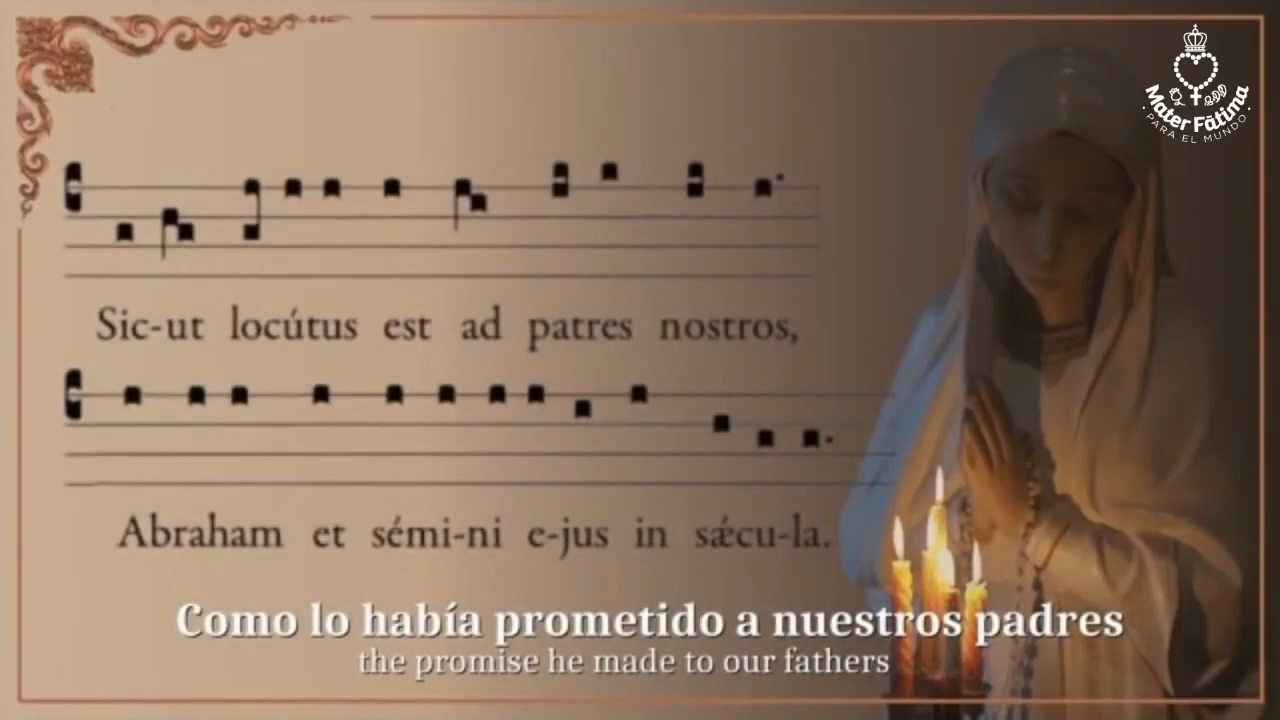 Mater Fátima
PARA EL MUNDO
Sic-ut locútus est ad patres nostros,
Abraham et sémi-ni e-jus in sǽcu-la.
Como lo había prometido a nuestros padres
the promise he made to our fathers